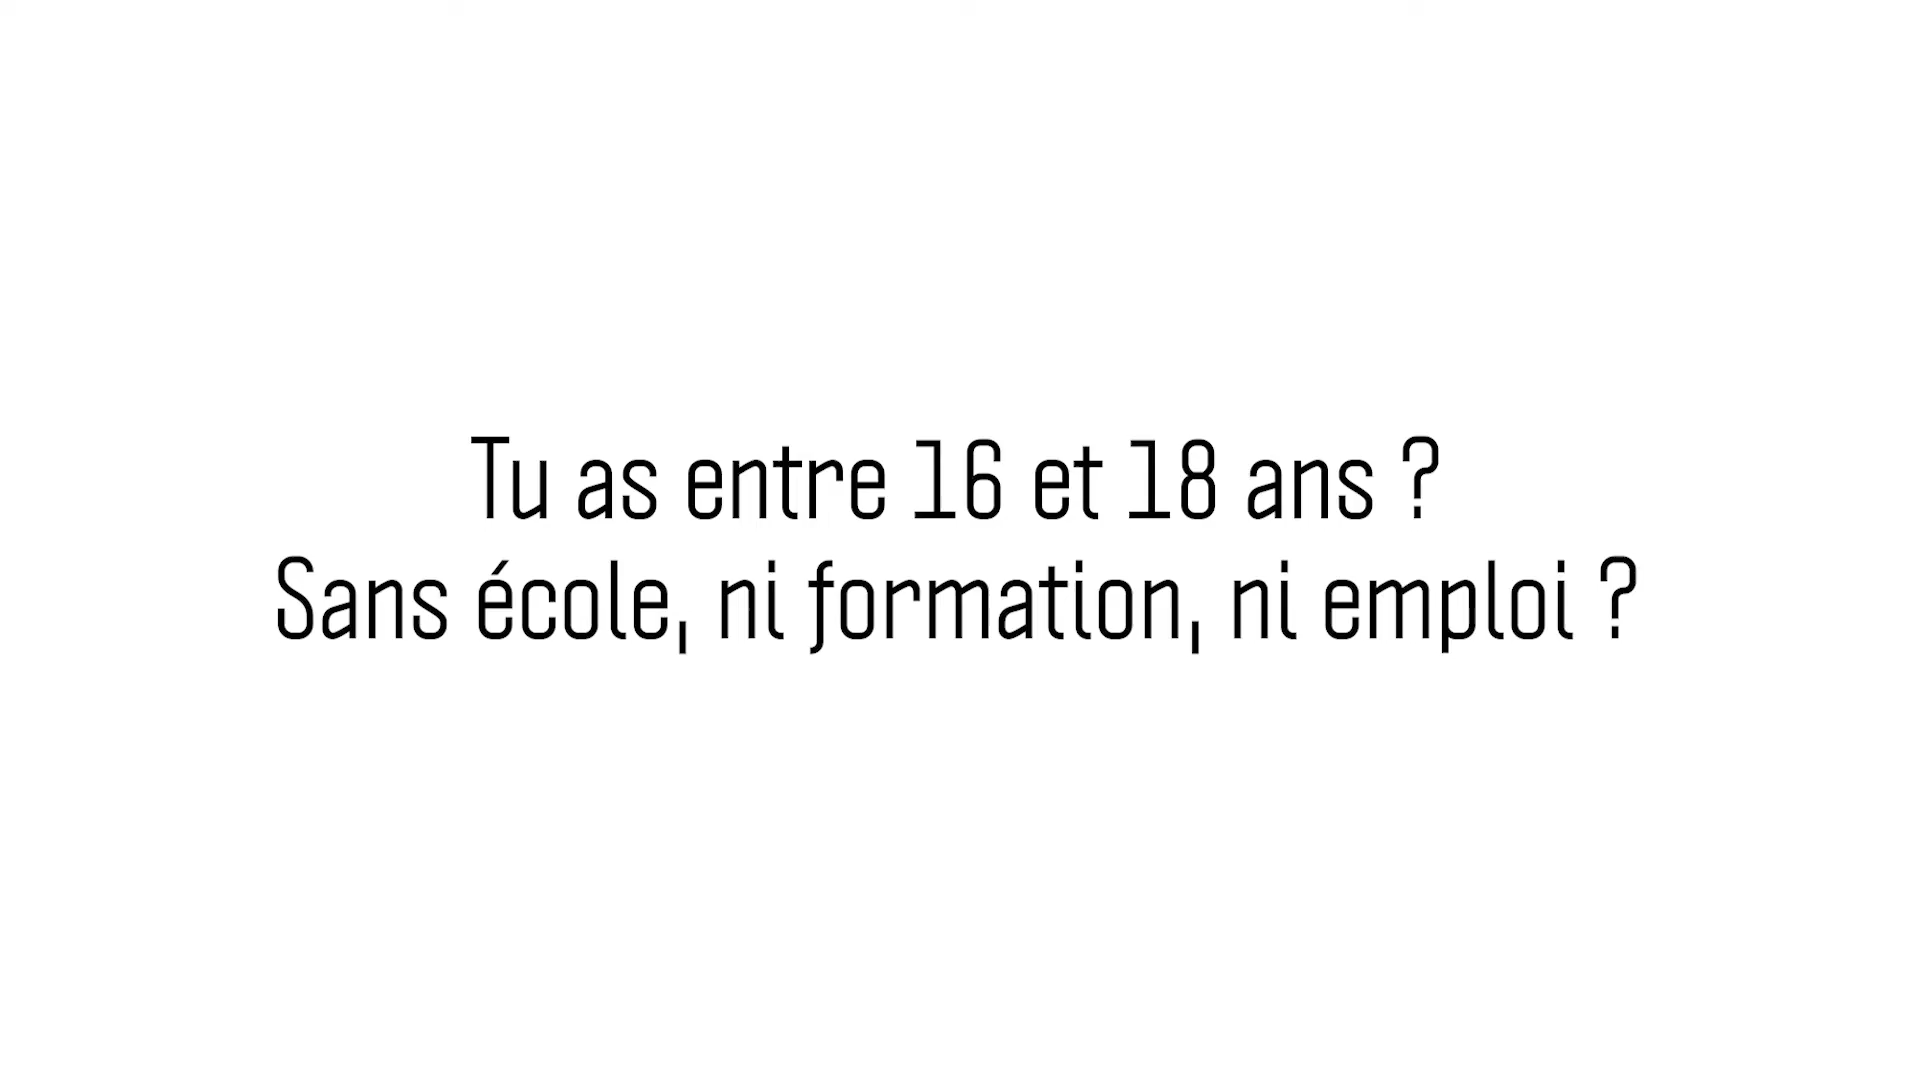 Tu as entre 16 et 18 ans ?
Sans école, ni formation, ni emploi ?